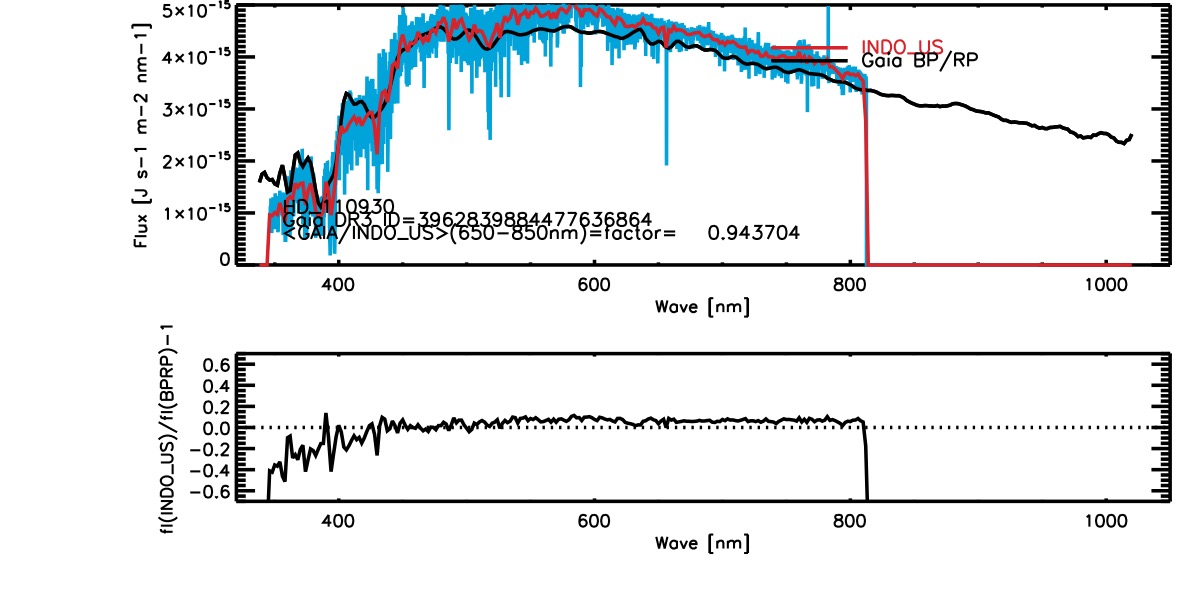 5×10⁻¹⁵
4×10⁻¹⁵
3×10⁻¹⁵
2×10⁻¹⁵
1×10⁻¹⁵
0
Flux [J s−1 m−2 nm−1]
INDO_US
Gaia BP/RP
HD_110930
Gaia DR3 ID=3962839884477636864
<GAIA/INDO_US>(650−850nm)=factor= 0.943704
400 600 800 1000
Wave [nm]
fl(INDO_US)/fl(BPRP)−1
0.6
0.4
0.2
0.0
−0.2
−0.4
−0.6
400 600 800 1000
Wave [nm]